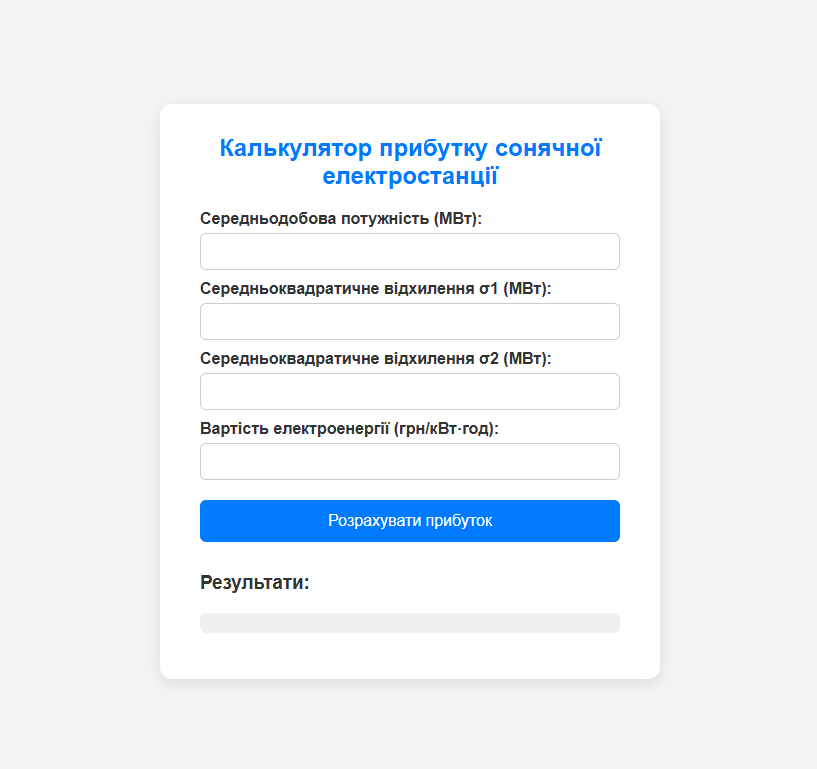 Калькулятор прибутку сонячної
електростанції
Середньодобова потужність (МВт):
Середньоквадратичне відхилення σ1 (МВт):
Середньоквадратичне відхилення σ2 (МВт):
Вартість електроенергії (грн/кВт·год):
Розрахувати прибуток
Результати: